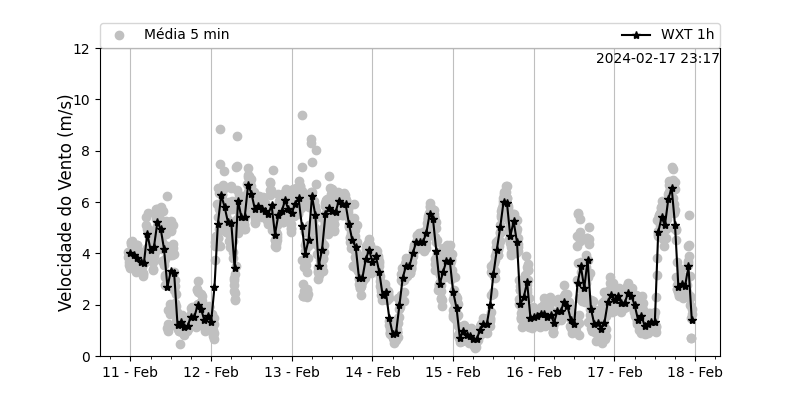 Média 5 min
WXT 1h
2024-02-17 23:17
Velocidade do Vento (m/s)
12
10
8
6
4
2
0
11 - Feb
12 - Feb
13 - Feb
14 - Feb
15 - Feb
16 - Feb
17 - Feb
18 - Feb